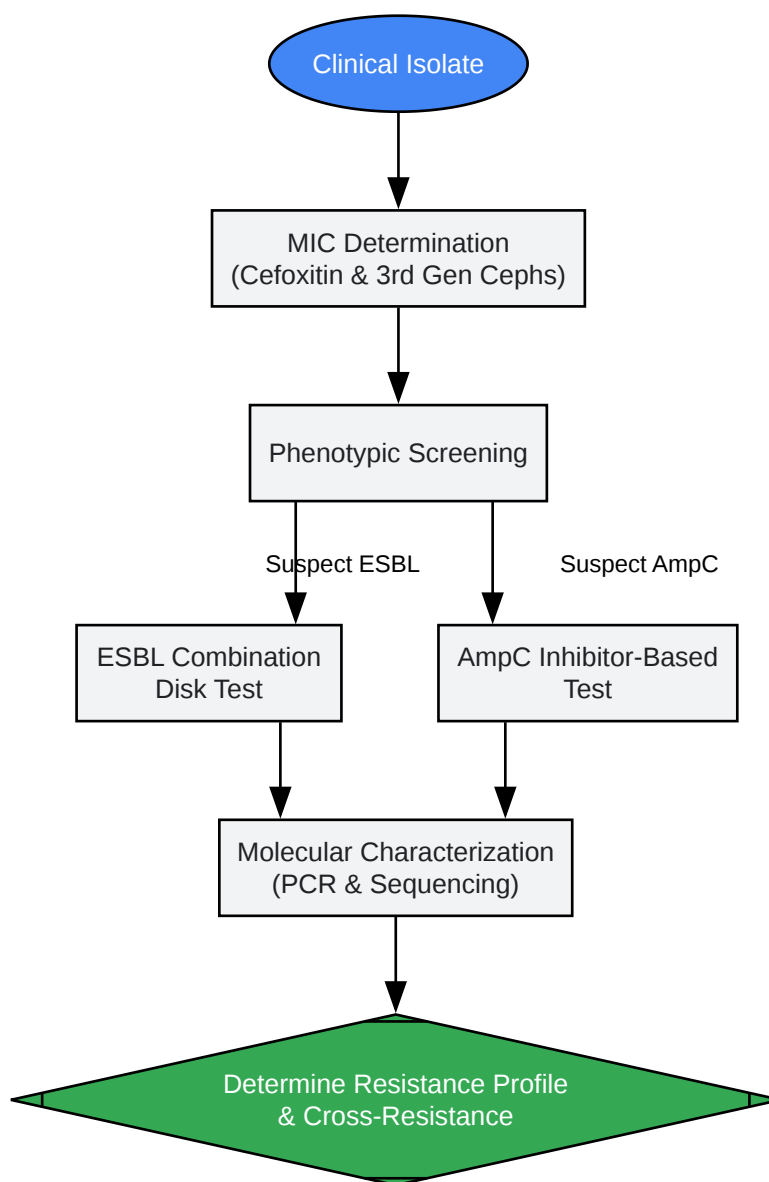 Clinical Isolate
MIC Determination
(Cefoxitin & 3rd Gen Cephs)
Phenotypic Screening
Suspect ESBL
Suspect AmpC
ESBL Combination
Disk Test
AmpC Inhibitor-Based
Test
Molecular Characterization
(PCR & Sequencing)
Determine Resistance Profile
& Cross-Resistance